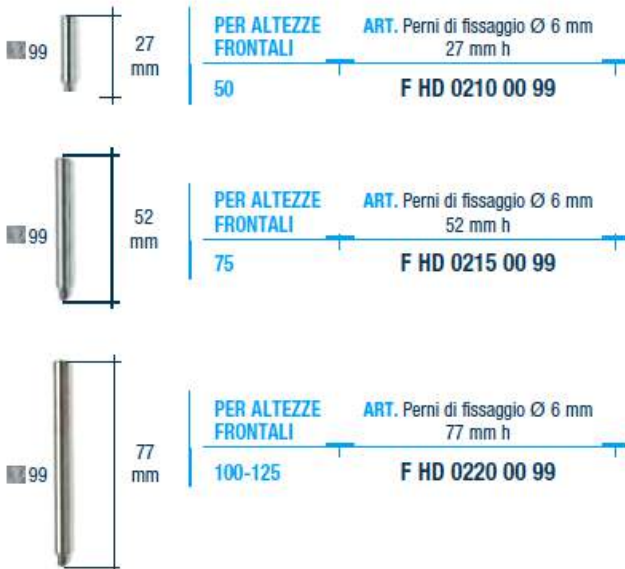 99
27
mm
PER ALTEZZE
FRONTALI
ART. Perni di fissaggio Ø 6 mm
27 mm h
50
F HD 0210 00 99
99
52
mm
PER ALTEZZE
FRONTALI
ART. Perni di fissaggio Ø 6 mm
52 mm h
75
F HD 0215 00 99
99
77
mm
PER ALTEZZE
FRONTALI
ART. Perni di fissaggio Ø 6 mm
77 mm h
100-125
F HD 0220 00 99